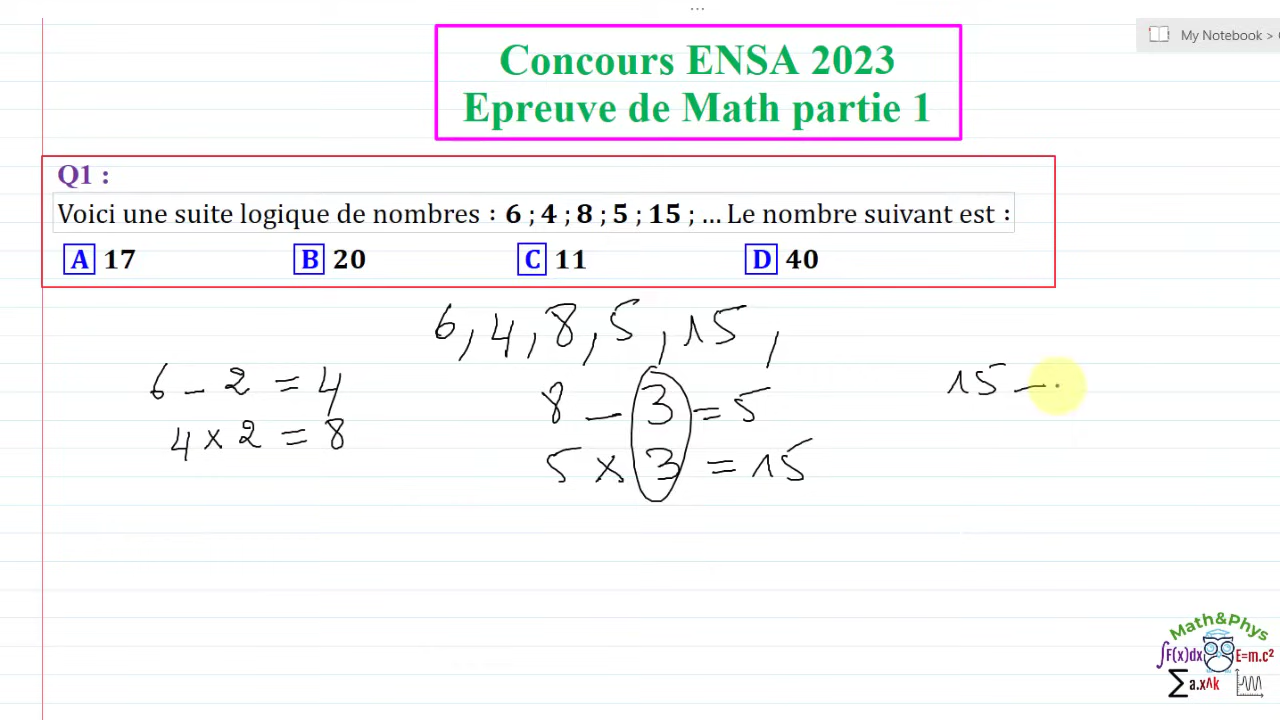 ...
My Notebook >
Concours ENSA 2023
Epreuve de Math partie 1
Q1 :
Voici une suite logique de nombres : 6 ; 4 ; 8 ; 5 ; 15 ; ... Le nombre suivant est :
A 17 B 20 C 11 D 40
6, 4, 8, 5, 15,
6 - 2 = 4
4 × 2 = 8
8 - 3 = 5
5 × 3 = 15
15 -
Math&Phys
∫F(x)dx E=m.c²
∑ a.x^k